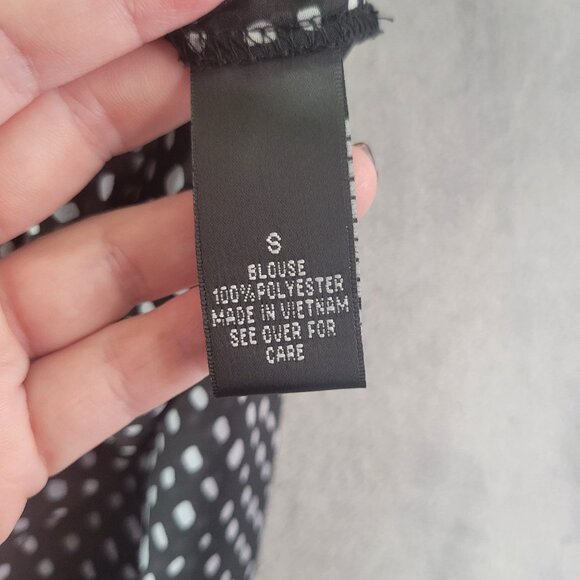 S
BLOUSE
100% POLYESTER
MADE IN VIETNAM
SEE OVER FOR
CARE